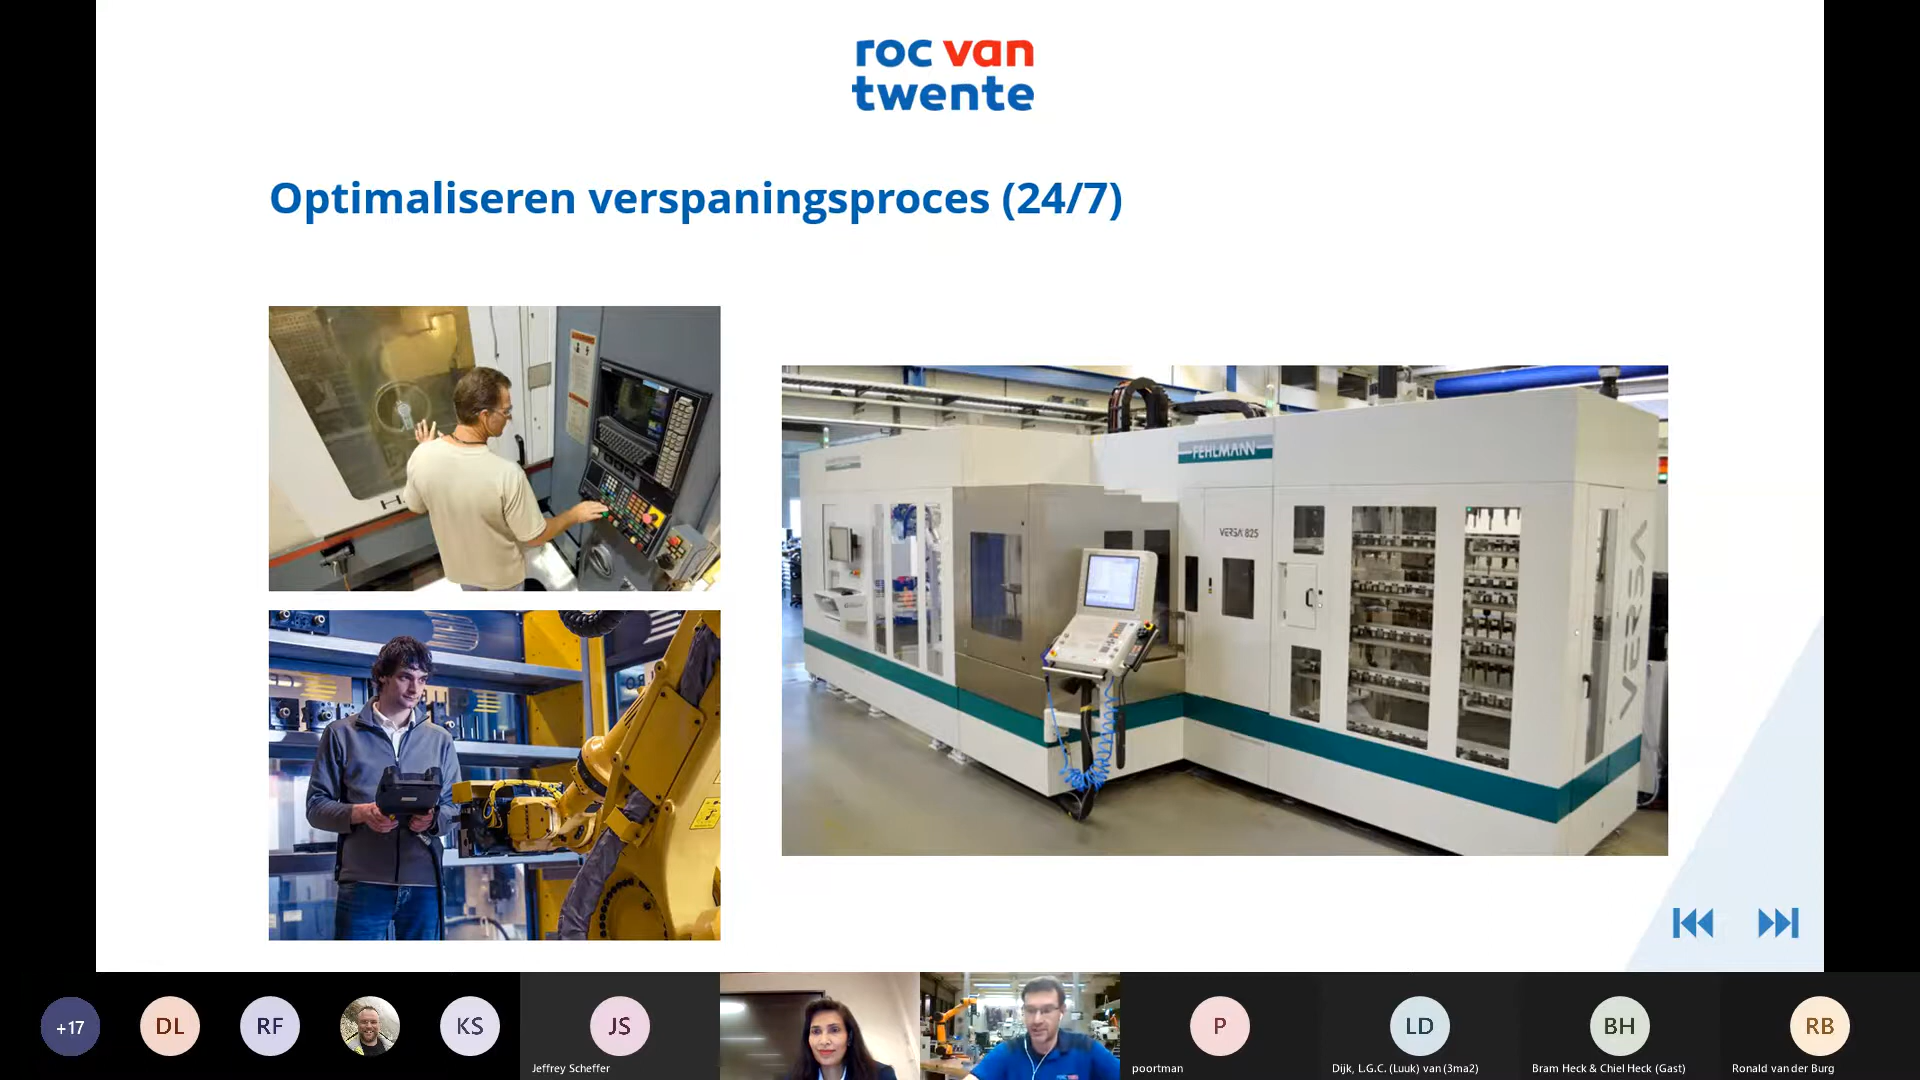 roc van
twente
Optimaliseren verspaningsproces (24/7)
FEHLMANN
VERSA 825
VERSA
+17
DL
RF
KS
JS
Jeffrey Scheffer
P
poortman
LD
Dijk, L.G.C. (Luuk) van (3ma2)
BH
Bram Heck & Chiel Heck (Gast)
RB
Ronald van der Burg